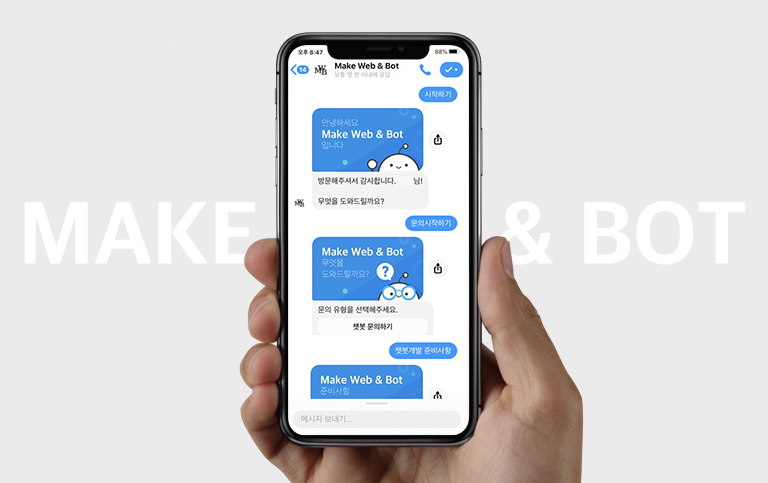 오후 8:47
88%
14
MWB
Make Web & Bot
보통 몇 분 이내에 응답
시작하기
안녕하세요
Make Web & Bot
입니다
방문해주셔서 감사합니다. 님!
무엇을 도와드릴까요?
MWB
문의시작하기
MAKE & BOT
Make Web & Bot
무엇을
도와드릴까요?
?
문의 유형을 선택해주세요.
챗봇 문의하기
챗봇개발 준비사항
Make Web & Bot
준비사항
메시지 보내기...